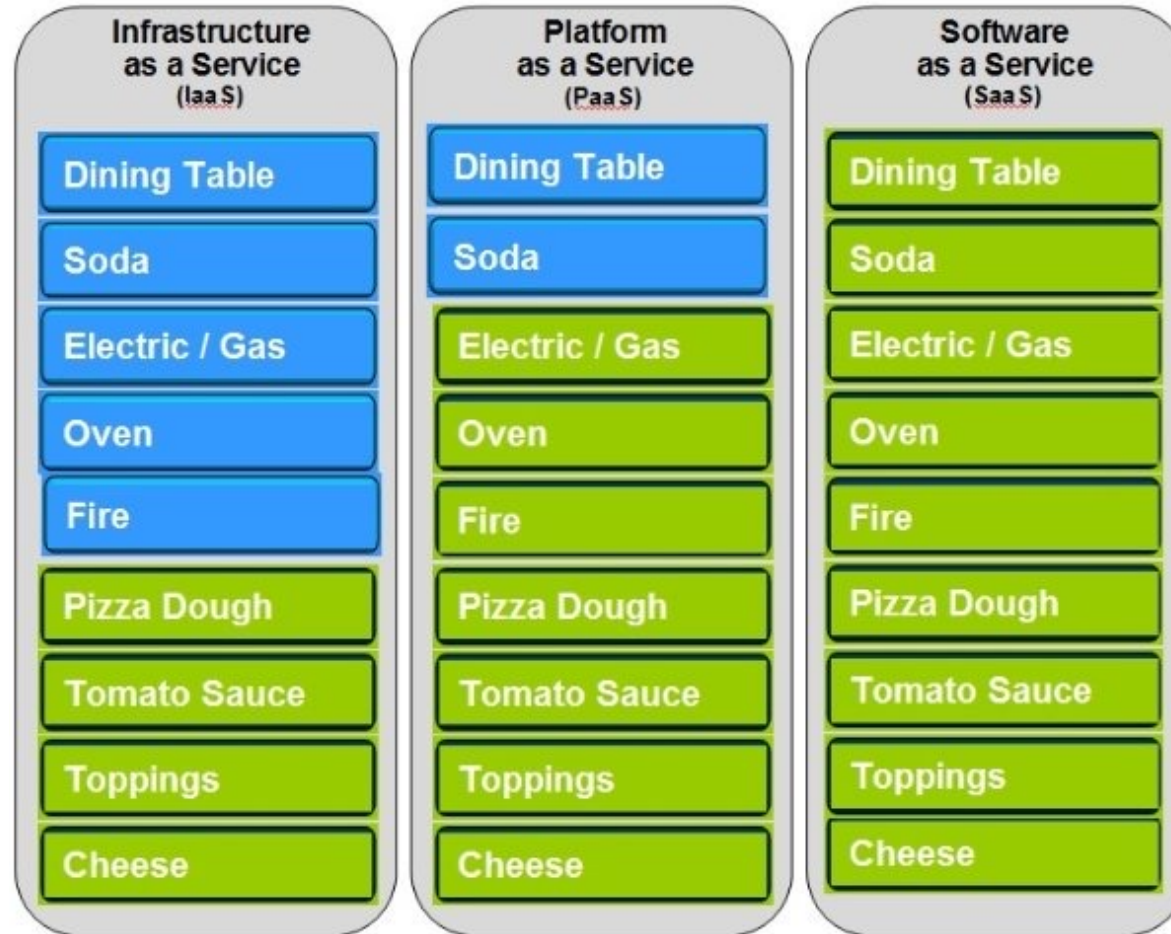 Infrastructure
as a Service
(IaaS)
Dining Table
Soda
Electric / Gas
Oven
Fire
Pizza Dough
Tomato Sauce
Toppings
Cheese
Platform
as a Service
(PaaS)
Dining Table
Soda
Electric / Gas
Oven
Fire
Pizza Dough
Tomato Sauce
Toppings
Cheese
Software
as a Service
(SaaS)
Dining Table
Soda
Electric / Gas
Oven
Fire
Pizza Dough
Tomato Sauce
Toppings
Cheese